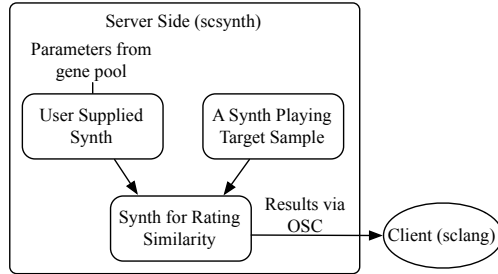 Server Side (scsynth)
Parameters from
gene pool
User Supplied
Synth
A Synth Playing
Target Sample
Synth for Rating
Similarity
Results via
OSC
Client (sclang)